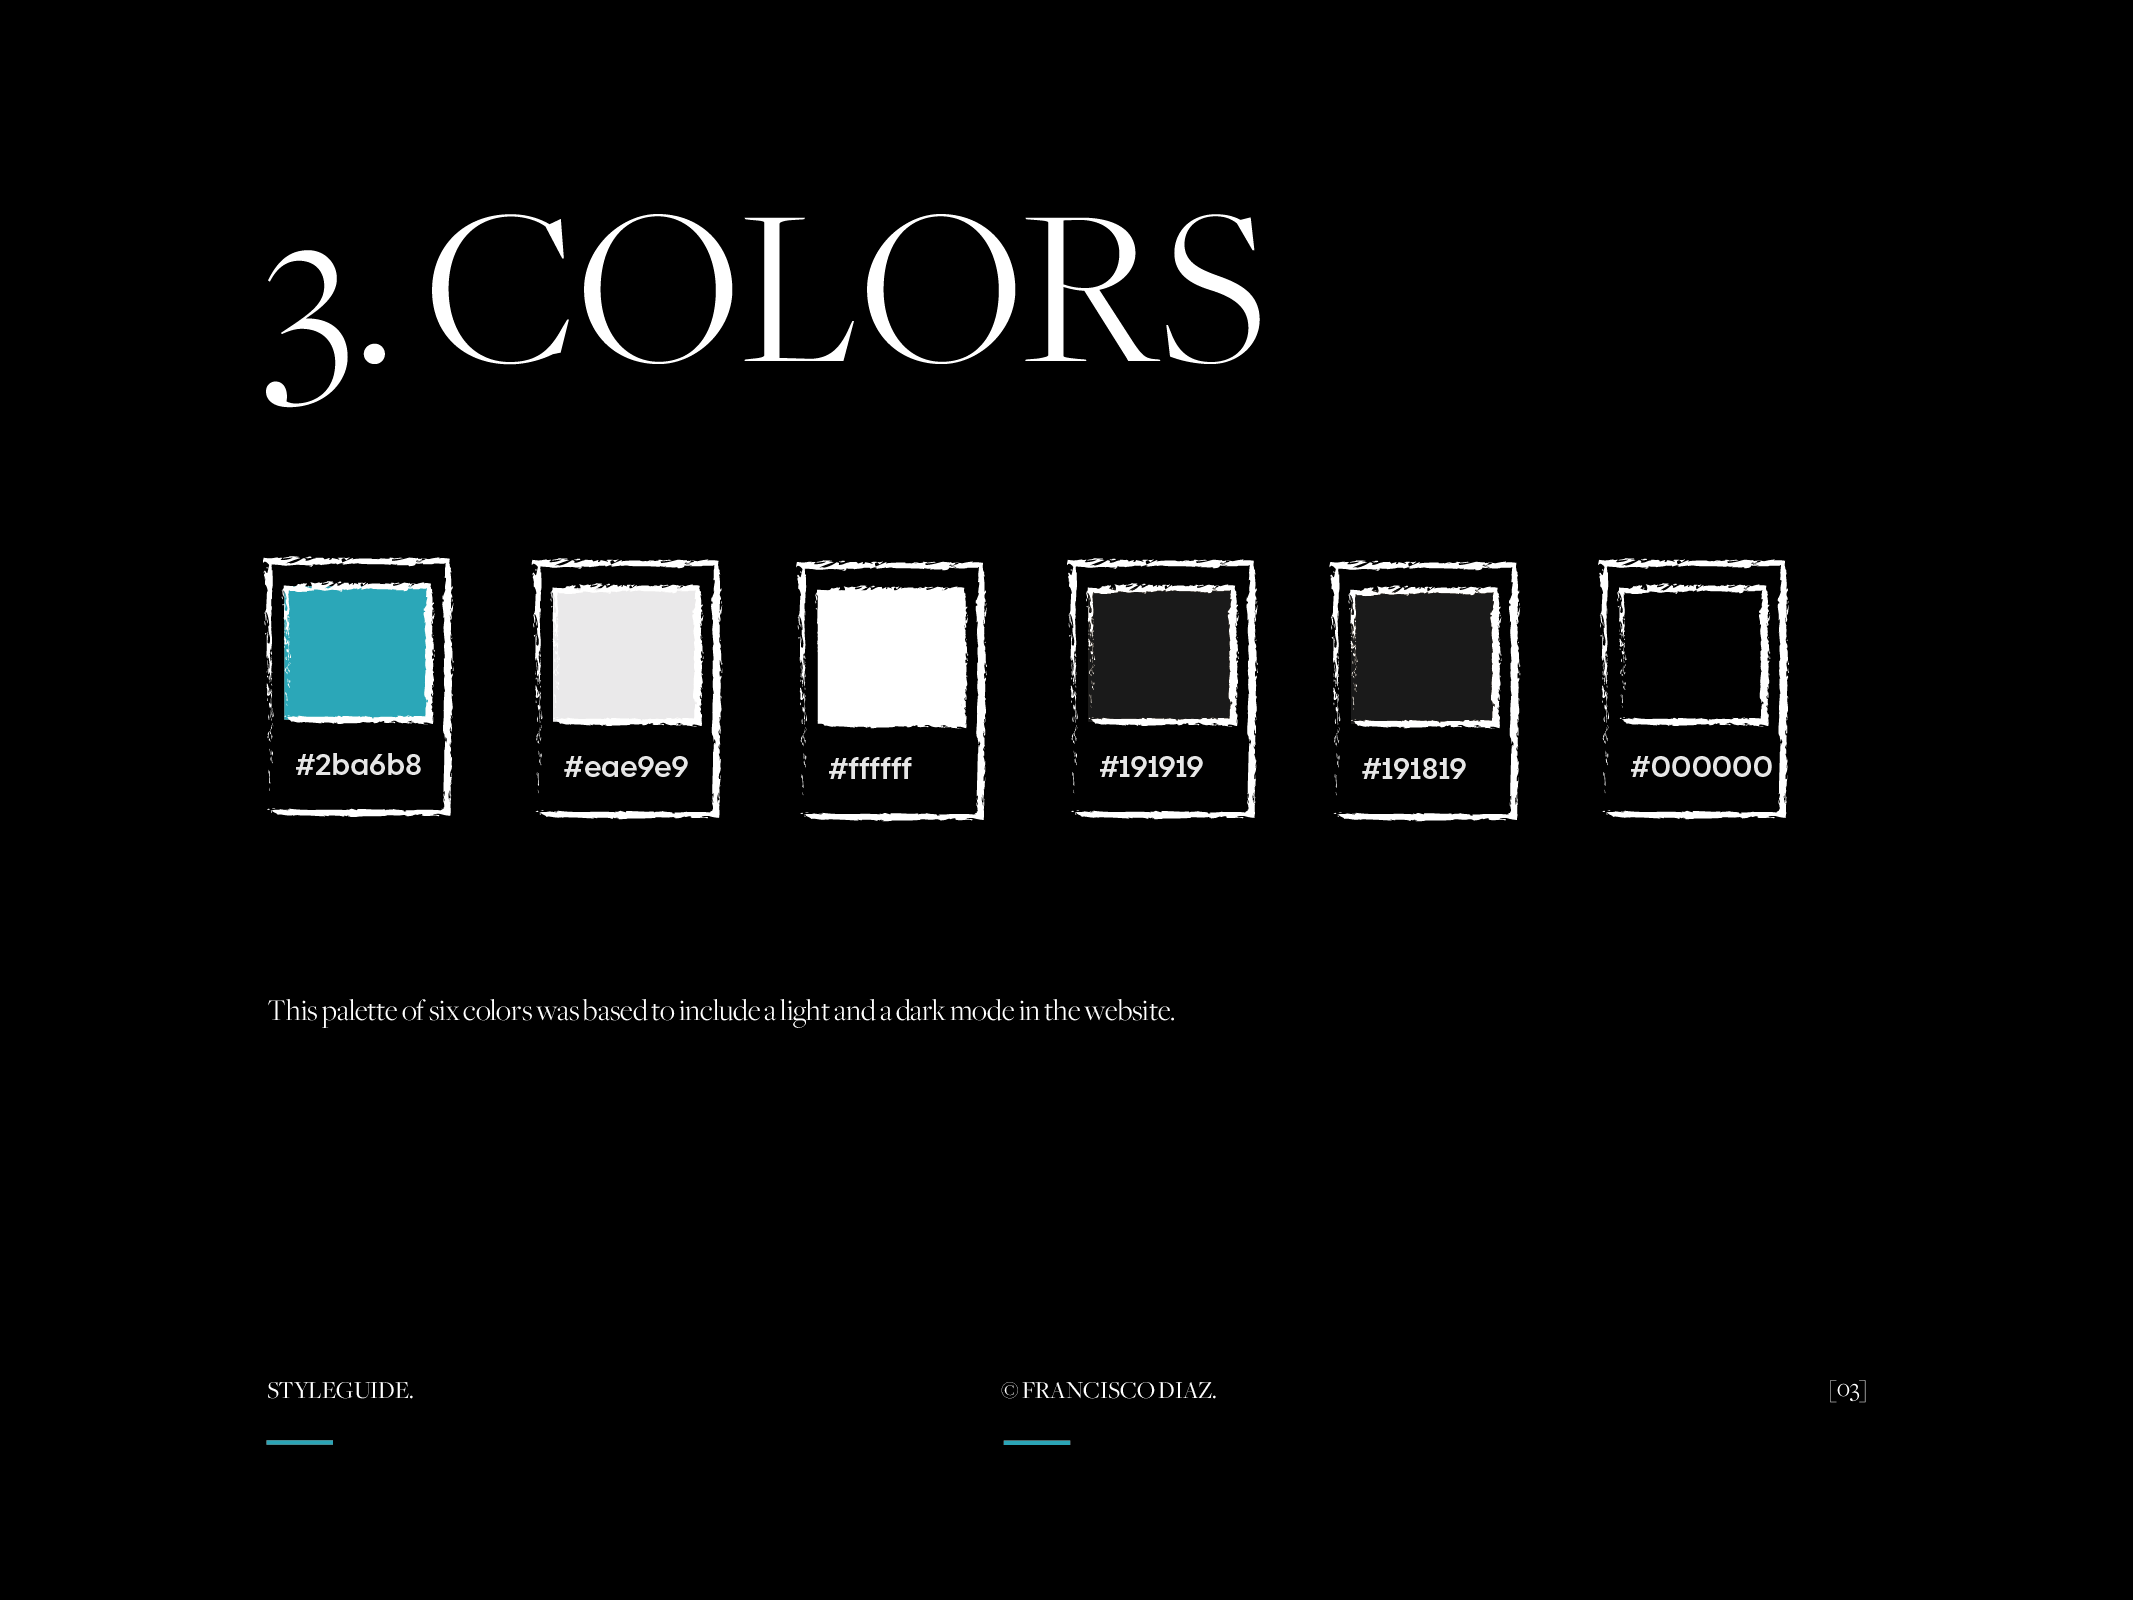 3. COLORS
#2ba6b8
#eae9e9
#ffffff
#191919
#191819
#000000
This palette of six colors was based to include a light and a dark mode in the website.
STYLEGUIDE.
© FRANCISCO DIAZ.
[03]